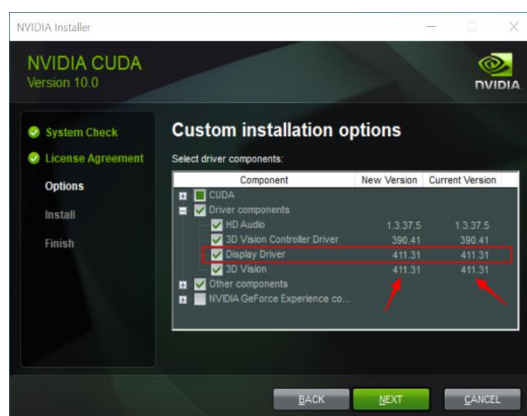 NVIDIA Installer
NVIDIA CUDA
Version 10.0
NVIDIA.
System Check
License Agreement
Options
Install
Finish
Custom installation options
Select driver components:
Component New Version Current Version
CUDA
Driver components
HD Audio 1.3.37.5 1.3.37.5
3D Vision Controller Driver 390.41 390.41
Display Driver 411.31 411.31
3D Vision 411.31 411.31
Other components
NVIDIA GeForce Experience co...
BACK NEXT CANCEL